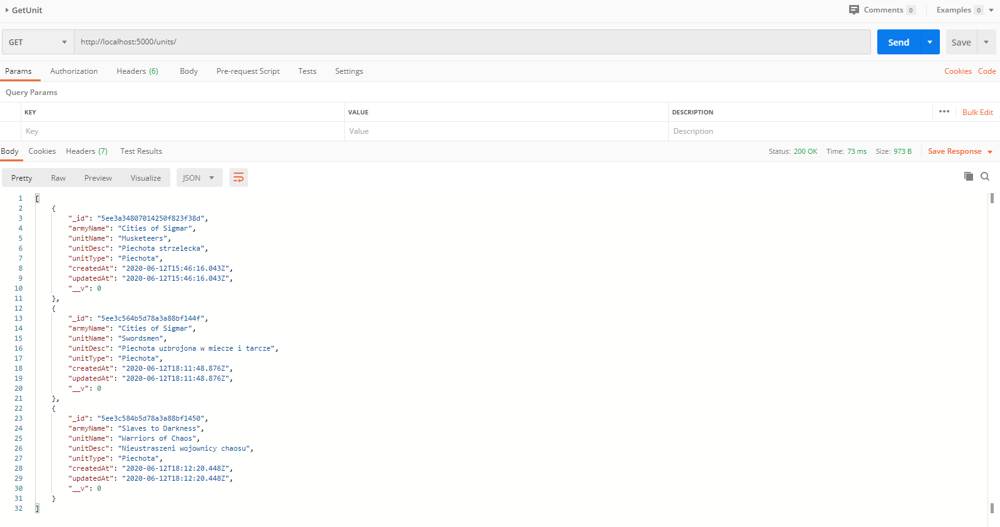 GetUnit Comments 0 Examples 0
GET http://localhost:5000/units/ Send Save
Params Authorization Headers (6) Body Pre-request Script Tests Settings Cookies Code
Query Params
KEY VALUE DESCRIPTION ••• Bulk Edit
Key Value Description
Body Cookies Headers (7) Test Results Status: 200 OK Time: 73 ms Size: 973 B Save Response
Pretty Raw Preview Visualize JSON
1 [
2 {
3 "_id": "5ee3a34807014250f823f38d",
4 "armyName": "Cities of Sigmar",
5 "unitName": "Musketeers",
6 "unitDesc": "Piechota strzelecka",
7 "unitType": "Piechota",
8 "createdAt": "2020-06-12T15:46:16.043Z",
9 "updatedAt": "2020-06-12T15:46:16.043Z",
10 "__v": 0
11 },
12 {
13 "_id": "5ee3c564b5d78a3a88bf144f",
14 "armyName": "Cities of Sigmar",
15 "unitName": "Swordsmen",
16 "unitDesc": "Piechota uzbrojona w miecze i tarcze",
17 "unitType": "Piechota",
18 "createdAt": "2020-06-12T18:11:48.876Z",
19 "updatedAt": "2020-06-12T18:11:48.876Z",
20 "__v": 0
21 },
22 {
23 "_id": "5ee3c584b5d78a3a88bf1450",
24 "armyName": "Slaves to Darkness",
25 "unitName": "Warriors of Chaos",
26 "unitDesc": "Nieustraszeni wojownicy chaosu",
27 "unitType": "Piechota",
28 "createdAt": "2020-06-12T18:12:20.448Z",
29 "updatedAt": "2020-06-12T18:12:20.448Z",
30 "__v": 0
31 }
32 ]